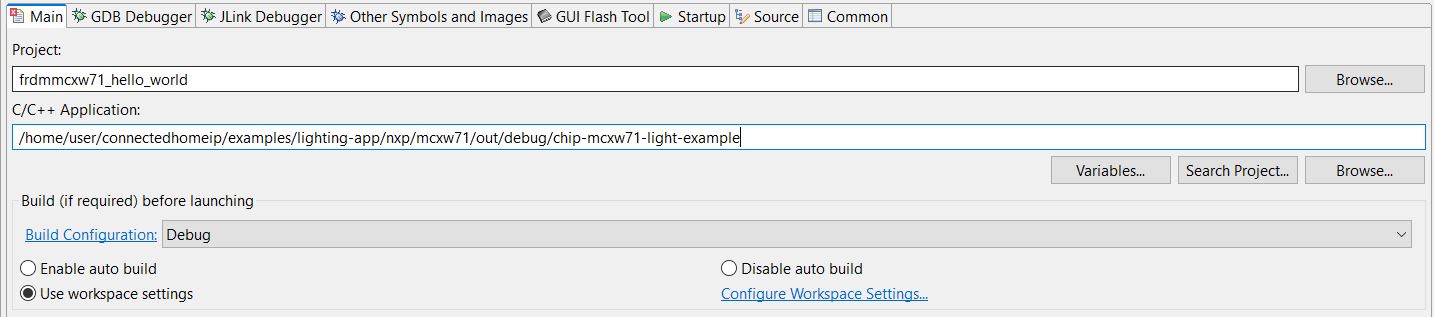 Main GDB Debugger JLink Debugger Other Symbols and Images GUI Flash Tool Startup Source Common
Project:
frdmmcxw71_hello_world Browse...
C/C++ Application:
/home/user/connectedhomeip/examples/lighting-app/nxp/mcxw71/out/debug/chip-mcxw71-light-example
Variables... Search Project... Browse...
Build (if required) before launching
Build Configuration: Debug
Enable auto build Disable auto build
Use workspace settings Configure Workspace Settings...